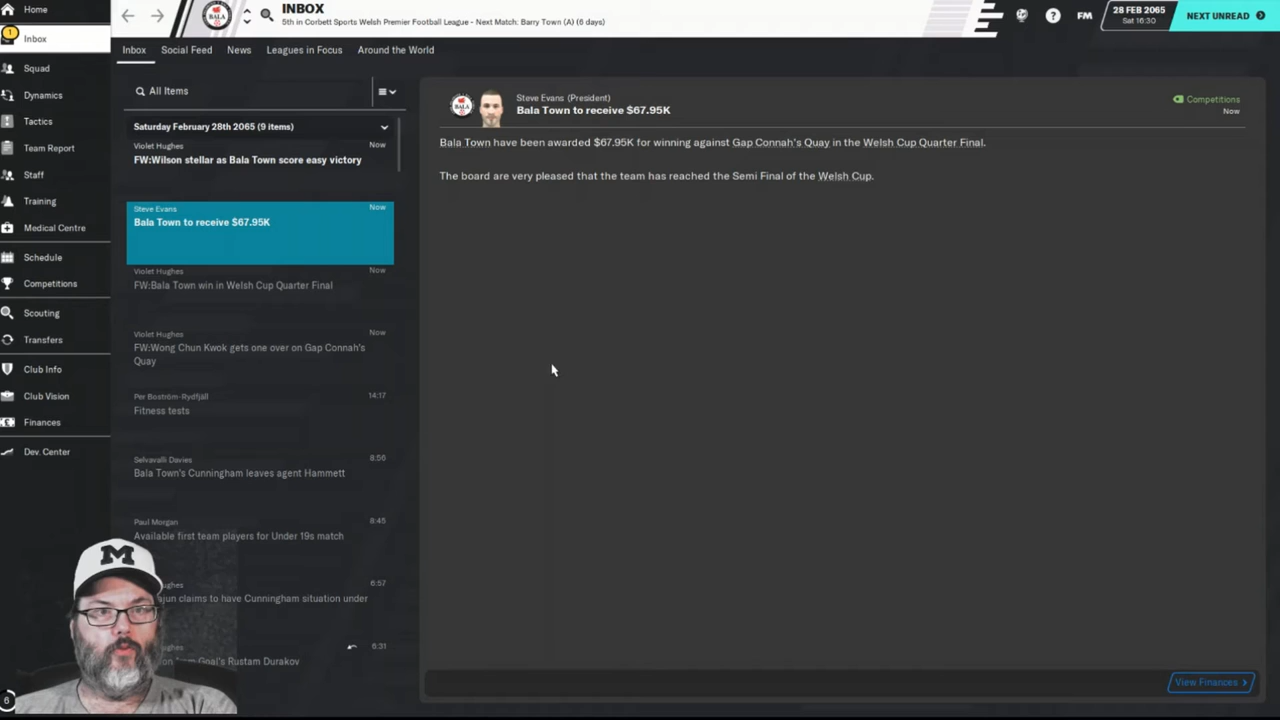 Home
INBOX
5th in Corbett Sports Welsh Premier Football League - Next Match: Barry Town (A) (6 days)
FM
28 FEB 2065
Sat 16:30
NEXT UNREAD
1
Inbox
Squad
Dynamics
Tactics
Team Report
Staff
Training
Medical Centre
Schedule
Competitions
Scouting
Transfers
Club Info
Club Vision
Finances
Dev. Center
Inbox
Social Feed
News
Leagues in Focus
Around the World
All Items
Saturday February 28th 2065 (9 items)
Violet Hughes
Now
FW:Wilson stellar as Bala Town score easy victory
Steve Evans
Now
Bala Town to receive $67.95K
Violet Hughes
Now
FW:Bala Town win in Welsh Cup Quarter Final
Violet Hughes
Now
FW:Wong Chun Kwok gets one over on Gap Connah's
Quay
Per Boström-Rydfjäll
14:17
Fitness tests
Selvavalli Davies
8:56
Bala Town's Cunningham leaves agent Hammett
Paul Morgan
8:45
Available first team players for Under 19s match
6:57
claims to have Cunningham situation under
6:31
Goal's Rustam Durakov
BALA
Steve Evans (President)
Bala Town to receive $67.95K
Competitions
Now
Bala Town have been awarded $67.95K for winning against Gap Connah's Quay in the Welsh Cup Quarter Final.
The board are very pleased that the team has reached the Semi Final of the Welsh Cup.
View Finances
M
6